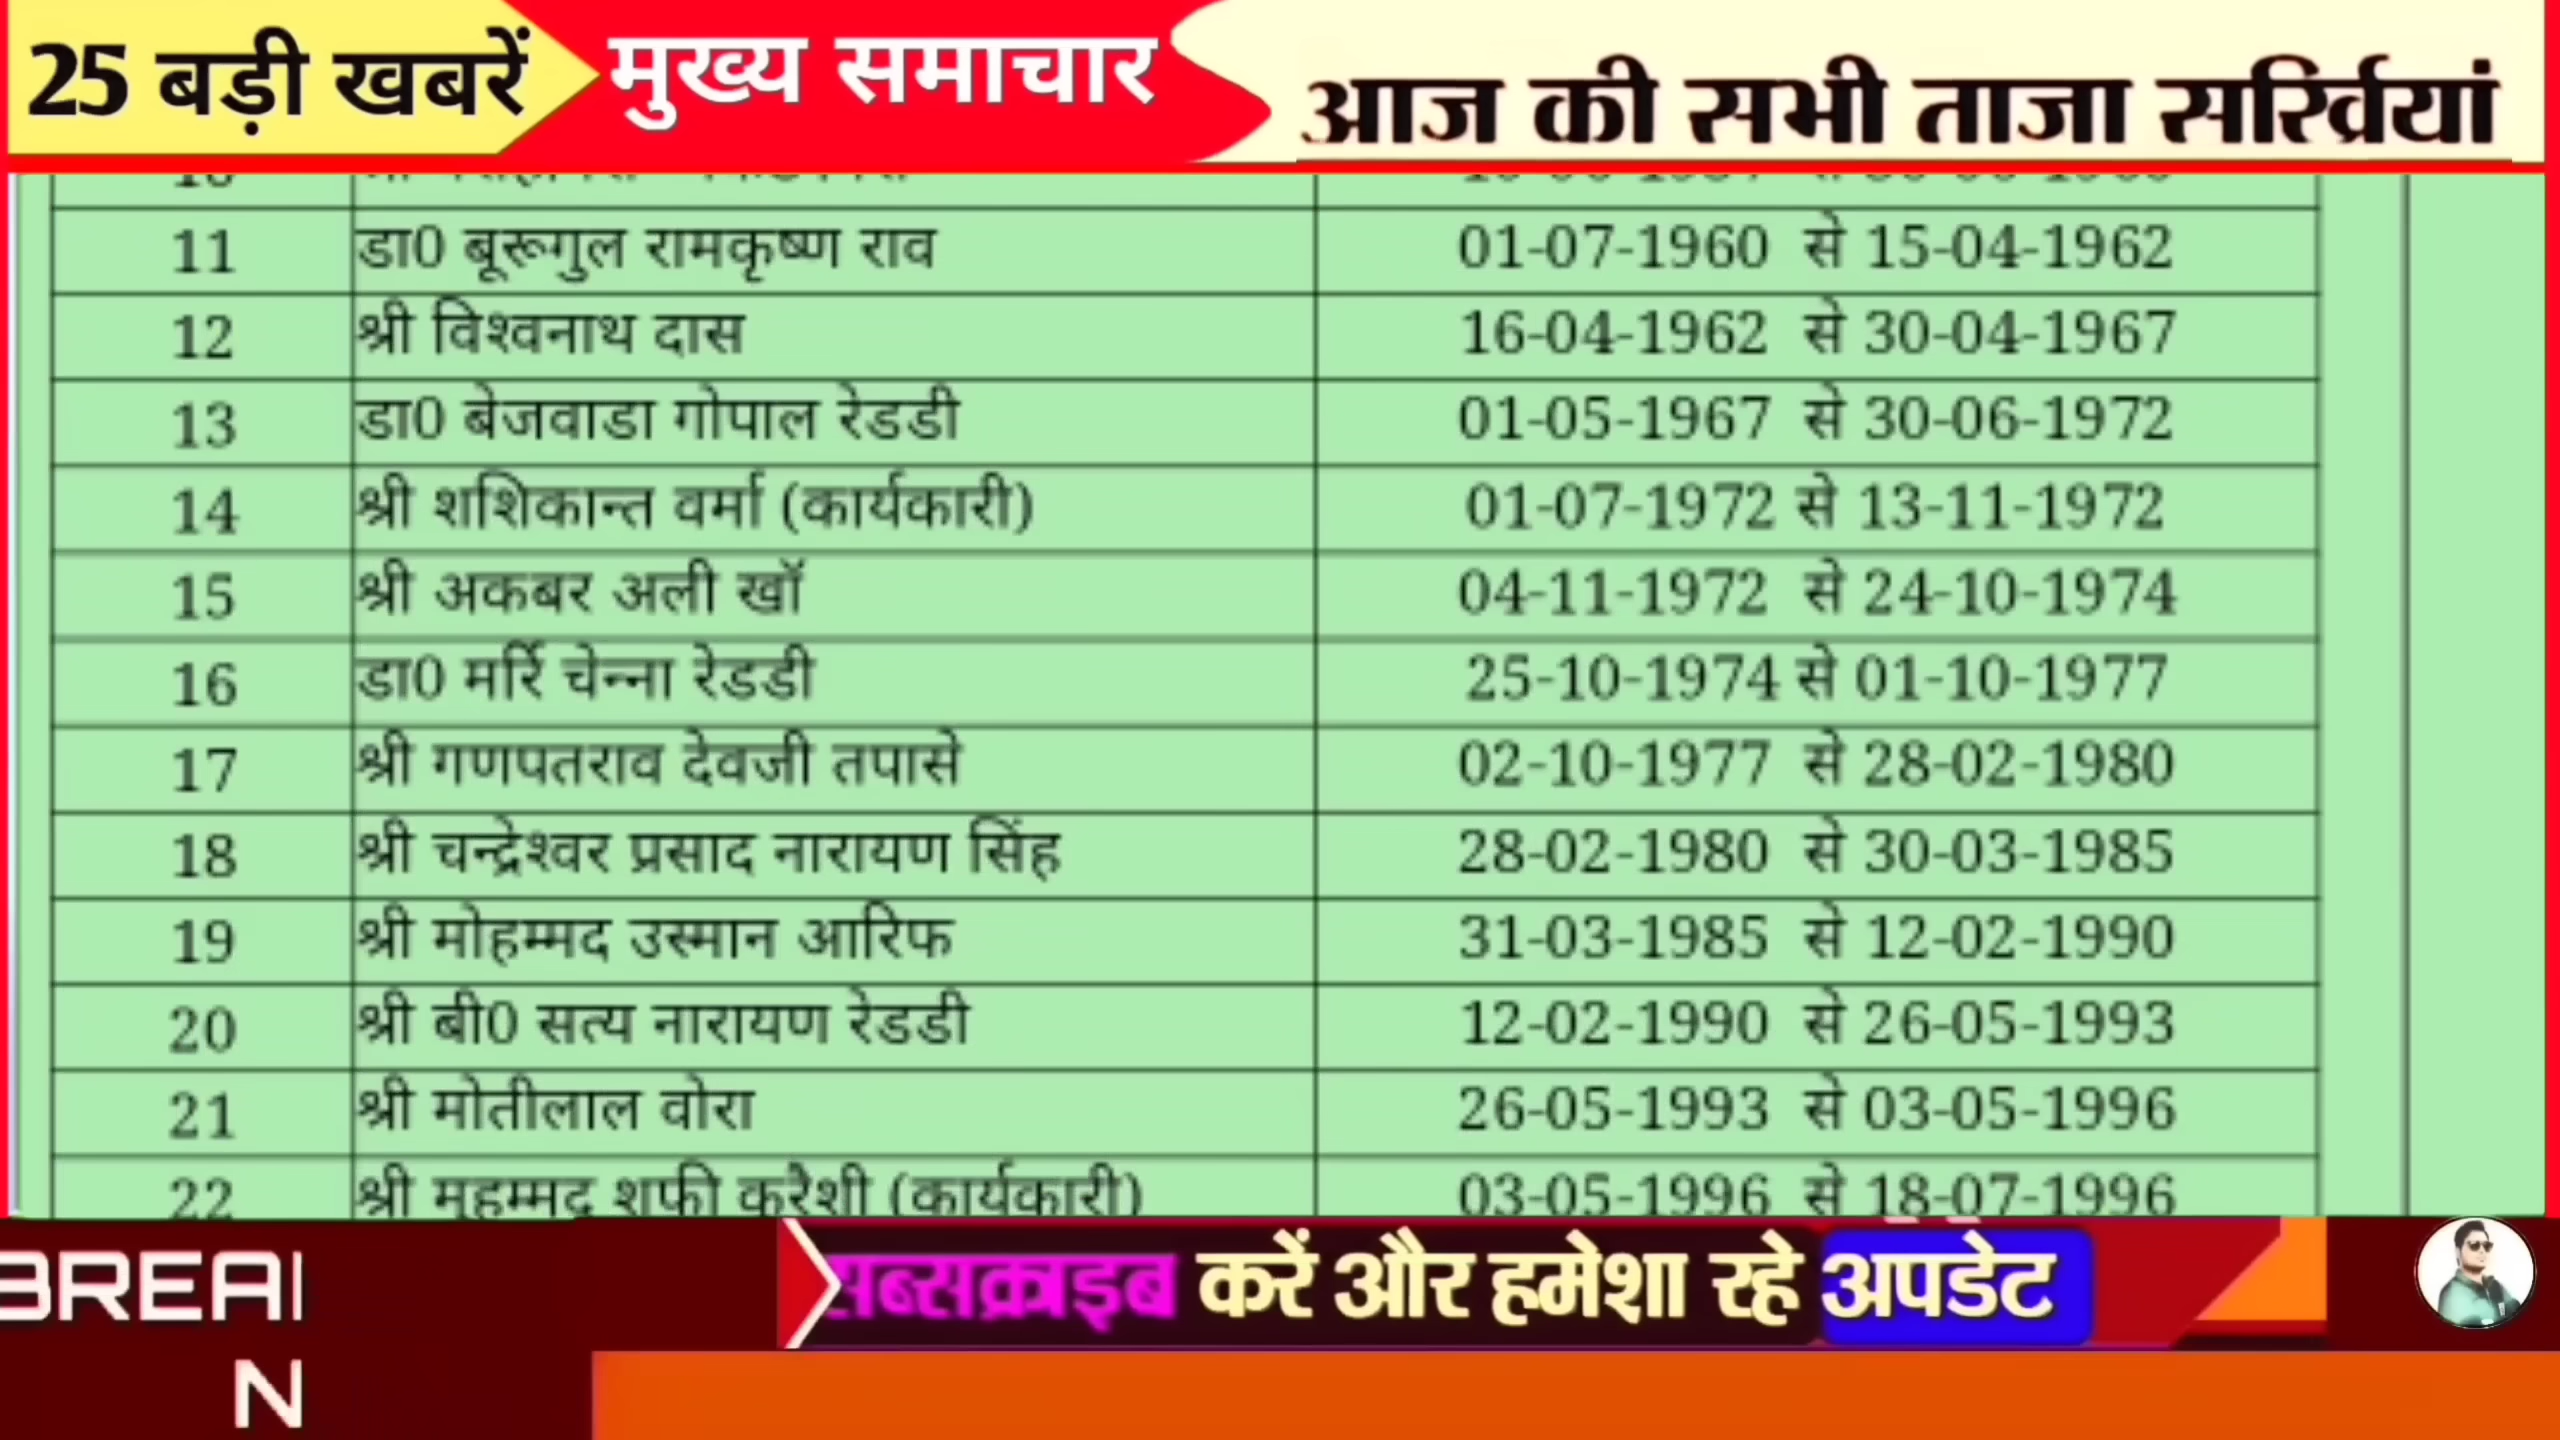 25 बड़ी खबरें मुख्य समाचार आज की सभी ताजा सुर्खियां
11 डा0 बूरूगुल रामकृष्ण राव 01-07-1960 से 15-04-1962
12 श्री विश्वनाथ दास 16-04-1962 से 30-04-1967
13 डा0 बेजवाडा गोपाल रेडडी 01-05-1967 से 30-06-1972
14 श्री शशिकान्त वर्मा (कार्यकारी) 01-07-1972 से 13-11-1972
15 श्री अकबर अली खॉ 04-11-1972 से 24-10-1974
16 डा0 मर्रि चेन्ना रेडडी 25-10-1974 से 01-10-1977
17 श्री गणपतराव देवजी तपासे 02-10-1977 से 28-02-1980
18 श्री चन्द्रेश्वर प्रसाद नारायण सिंह 28-02-1980 से 30-03-1985
19 श्री मोहम्मद उस्मान आरिफ 31-03-1985 से 12-02-1990
20 श्री बी0 सत्य नारायण रेडडी 12-02-1990 से 26-05-1993
21 श्री मोतीलाल वोरा 26-05-1993 से 03-05-1996
22 श्री मुहम्मद शफी कुरैशी (कार्यकारी) 03-05-1996 से 18-07-1996
BREA सब्सक्राइब करें और हमेशा रहे अपडेट
N